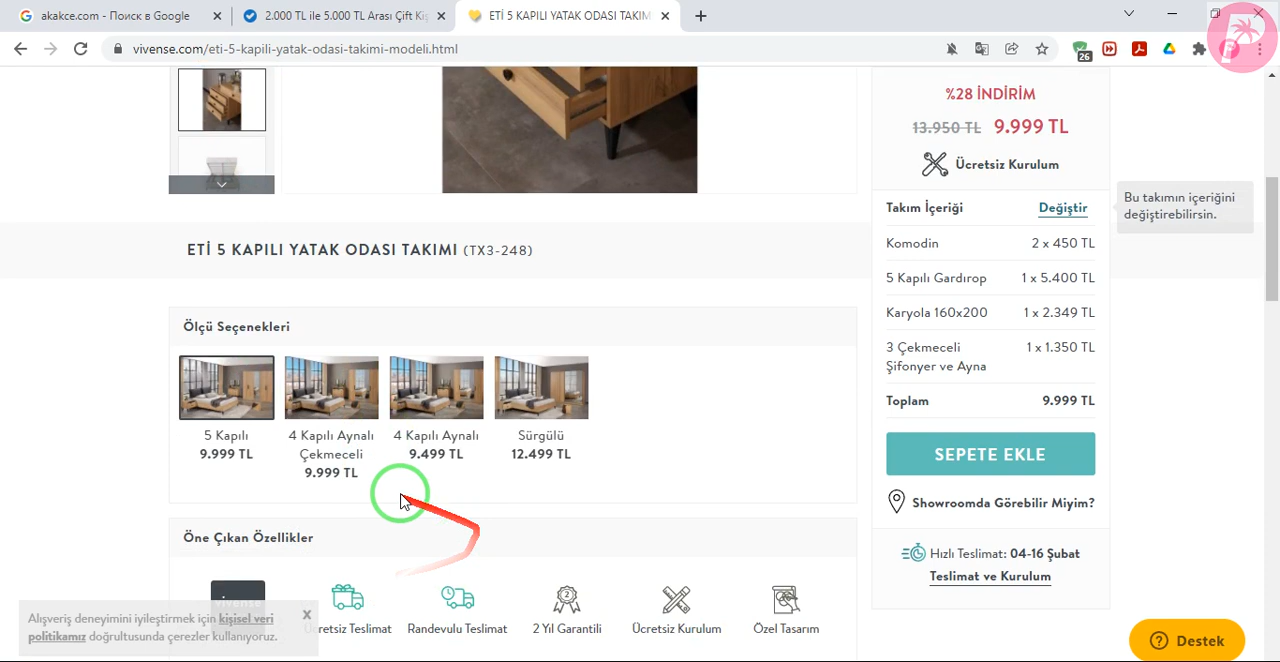 akakce.com - Поиск в Google
2.000 TL ile 5.000 TL Arası Çift Kiş
ETİ 5 KAPILI YATAK ODASI TAKIM
vivense.com/eti-5-kapili-yatak-odasi-takimi-modeli.html
26
%28 İNDİRİM
13.950 TL 9.999 TL
Ücretsiz Kurulum
Takım İçeriği Değiştir
Bu takımın içeriğini
değiştirebilirsin.
Komodin 2 x 450 TL
5 Kapılı Gardırop 1 x 5.400 TL
Karyola 160x200 1 x 2.349 TL
3 Çekmeceli 1 x 1.350 TL
Şifonyer ve Ayna
Toplam 9.999 TL
SEPETE EKLE
Showroomda Görebilir Miyim?
Hızlı Teslimat: 04-16 Şubat
Teslimat ve Kurulum
ETİ 5 KAPILI YATAK ODASI TAKIMI (TX3-248)
Ölçü Seçenekleri
5 Kapılı
9.999 TL
4 Kapılı Aynalı
Çekmeceli
9.999 TL
4 Kapılı Aynalı
9.499 TL
Sürgülü
12.499 TL
Öne Çıkan Özellikler
vivense
Ücretsiz Teslimat
Randevulu Teslimat
2
2 Yıl Garantili
Ücretsiz Kurulum
Özel Tasarım
Alışveriş deneyimini iyileştirmek için kişisel veri
politikamız doğrultusunda çerezler kullanıyoruz.
X
Destek